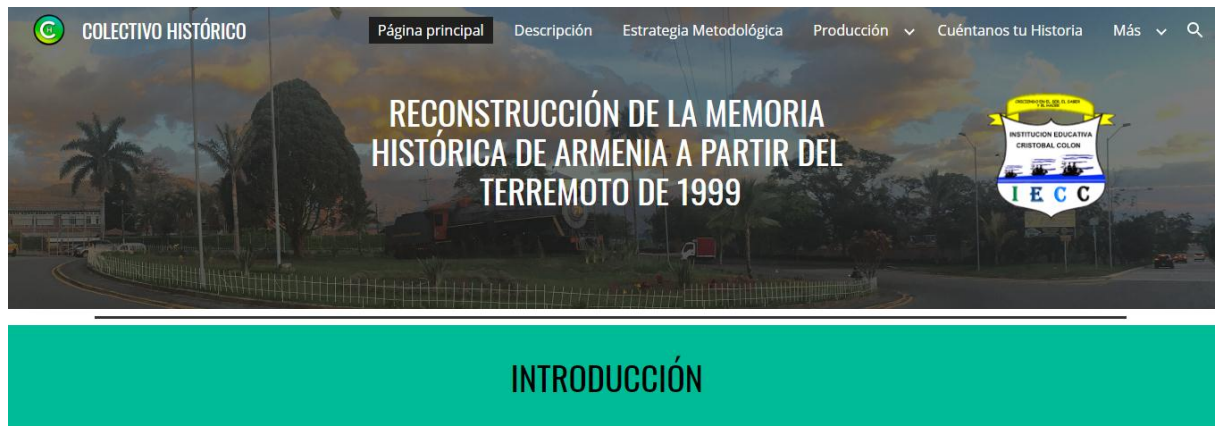 COLECTIVO HISTÓRICO
Página principal
Descripción
Estrategia Metodológica
Producción
Cuéntanos tu Historia
Más
RECONSTRUCCIÓN DE LA MEMORIA
HISTÓRICA DE ARMENIA A PARTIR DEL
TERREMOTO DE 1999
INSTITUCION EDUCATIVA
CRISTOBAL COLON
I E C C
INTRODUCCIÓN